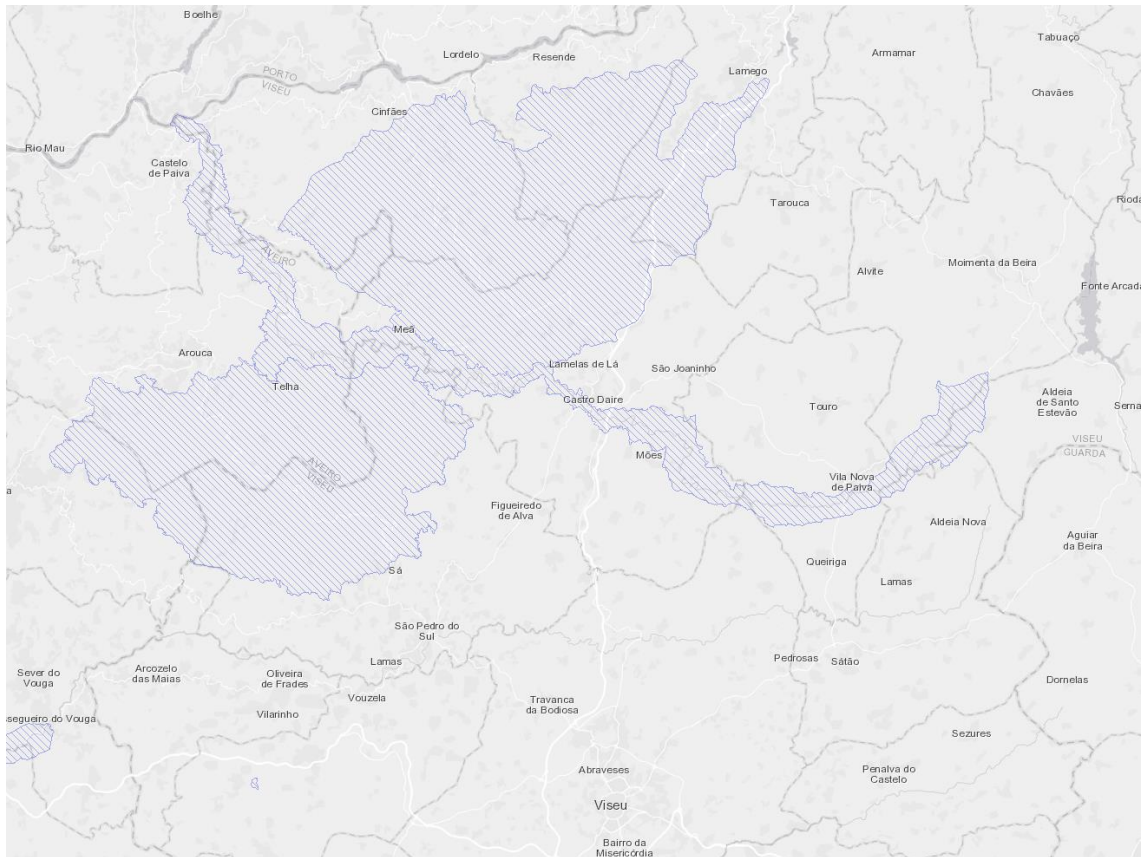 Boelhe
Tabuaço
Lordelo
Resende
Armamar
Lamego
PORTO
VISEU
Chavães
Cinfães
Rio Mau
Castelo
de Paiva
Tarouca
AVEIRO
Moimenta da Beira
Alvite
Fonte Arcada
Meã
Arouca
Lamelas de Lá
São Joaninho
Telha
Castro Daire
Touro
Aldeia
de Santo
Estevão
VISEU
GUARDA
Mões
AVEIRO
VISEU
Vila Nova
de Paiva
Figueiredo
de Alva
Aldeia Nova
Aguiar
da Beira
Queiriga
Sá
Lamas
São Pedro do
Sul
Pedrosas
Sátão
Lamas
Sever do
Vouga
Arcozelo
das Maias
Oliveira
de Frades
Dornelas
Vouzela
Travanca
da Bodiosa
Vilarinho
ssegueiro do Vouga
Sezures
Abraveses
Penalva do
Castelo
Viseu
Bairro da
Misericórdia